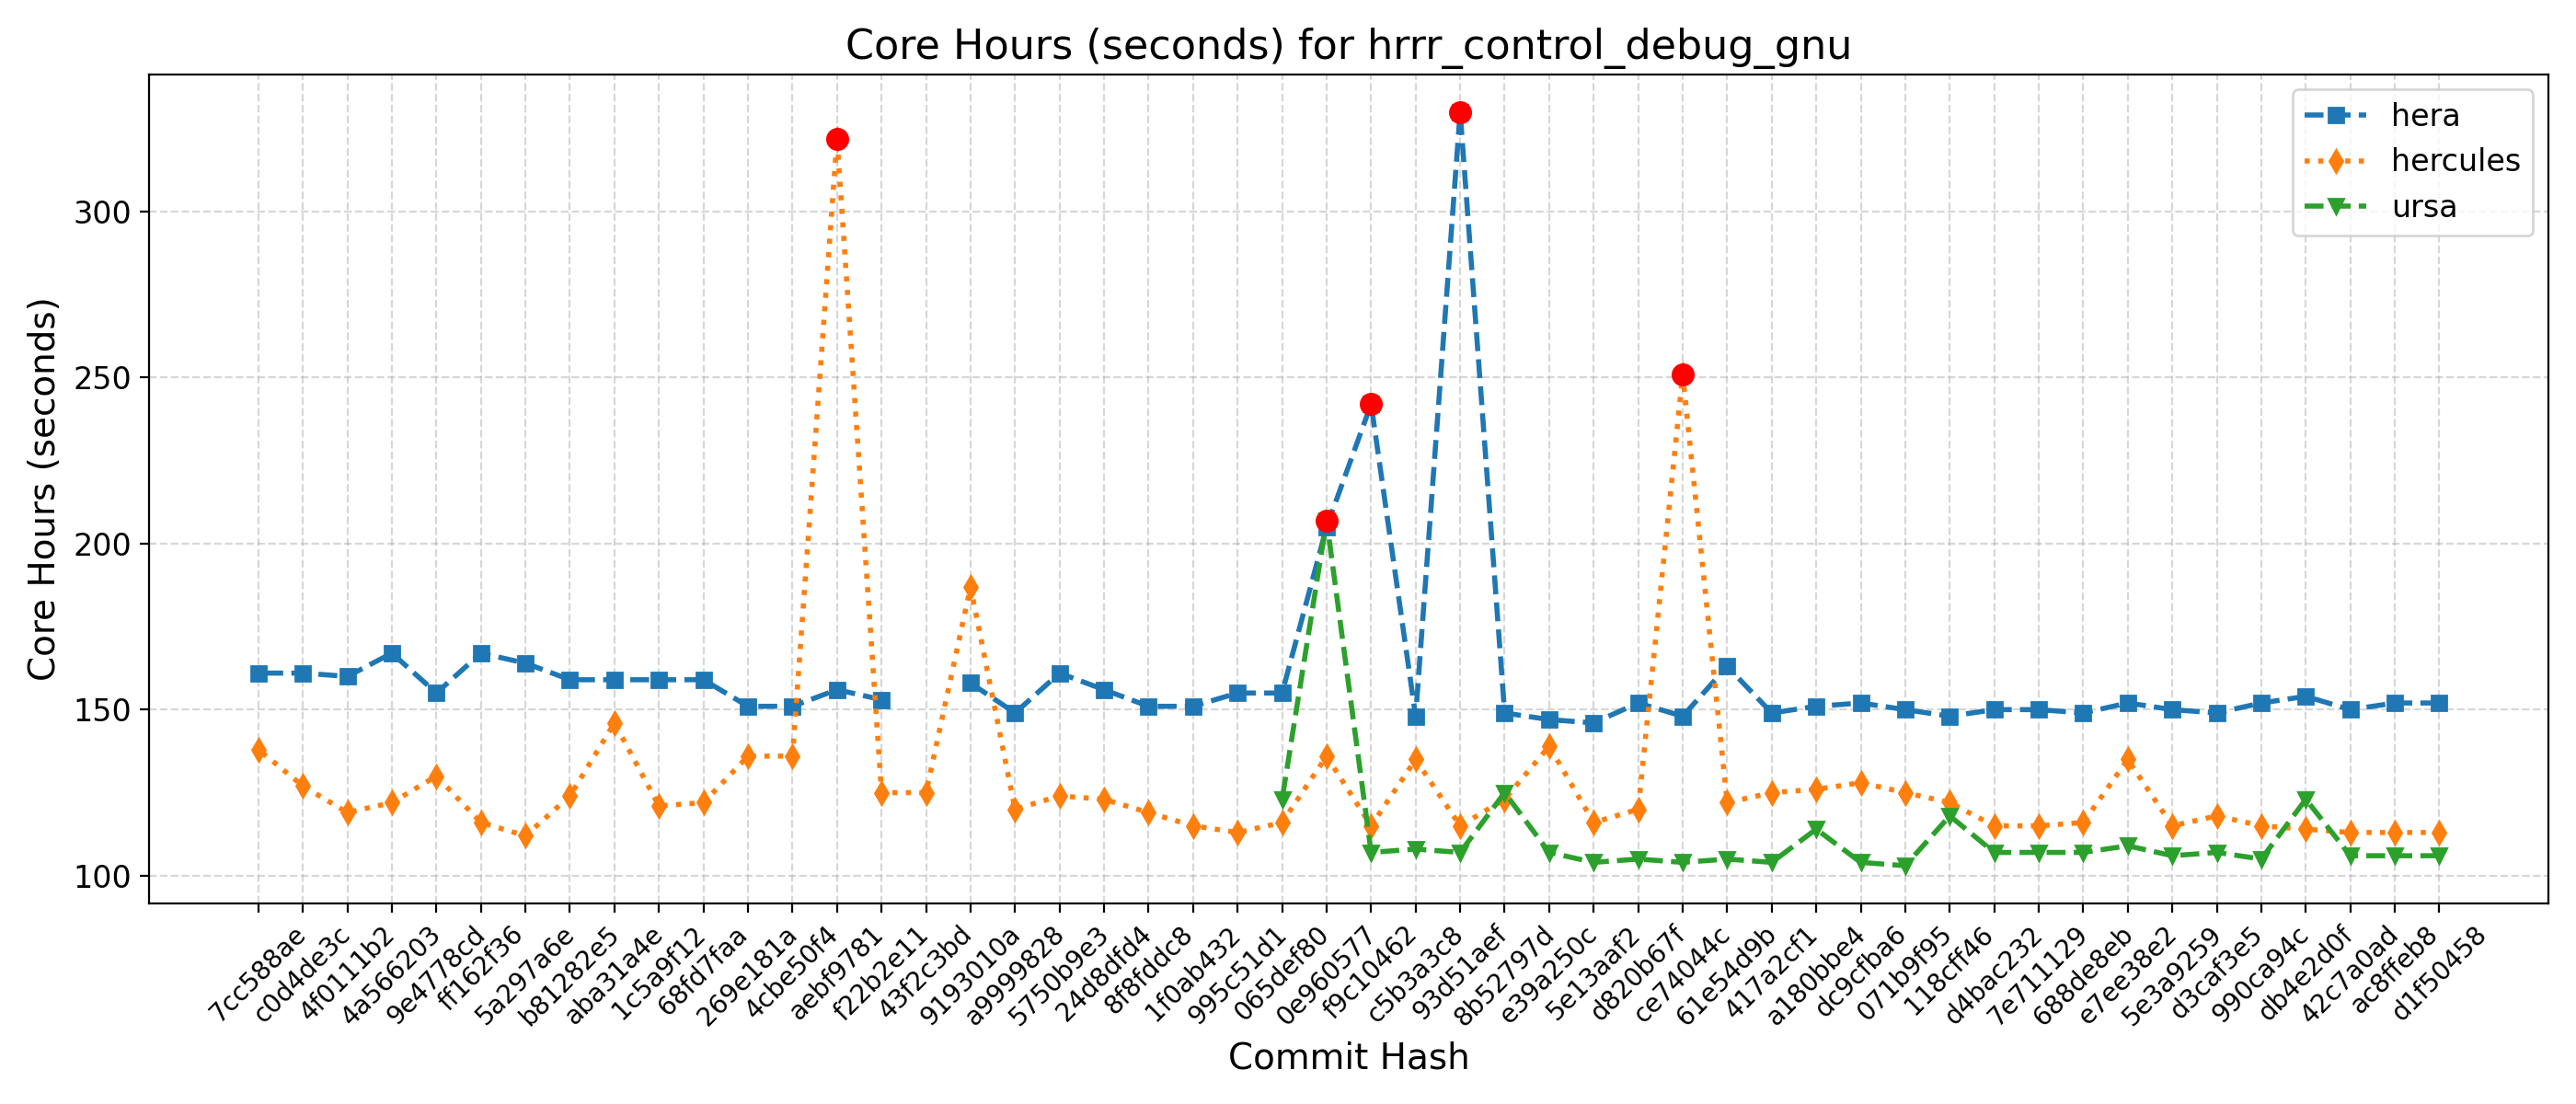 Core Hours (seconds) for hrrr_control_debug_gnu
hera
hercules
ursa
Core Hours (seconds)
300
250
200
150
100
7cc588ae
c0d4de3c
4f0111b2
4a566203
9e4778cd
ff162f36
5a297a6e
b81282e5
aba31a4e
1c5a9f12
68fd7faa
269e181a
4cbe50f4
aebf9781
f22b2e11
43f2c3bd
9193010a
a9999828
5750b9e3
24d8dfd4
8f8fddc8
1f0ab432
995c51d1
065def80
0e960577
f9c10462
c5b3a3c8
93d51aef
8b52797d
e39a250c
5e13aaf2
d820b67f
ce74044c
61e54d9b
417a2cf1
a180bbe4
dc9cfba6
071b9f95
118cff46
d4bac232
7e711129
688de8eb
e7ee38e2
5e3a9259
d3caf3e5
990ca94c
db4e2d0f
42c7a0ad
ac8ffeb8
d1f50458
Commit Hash